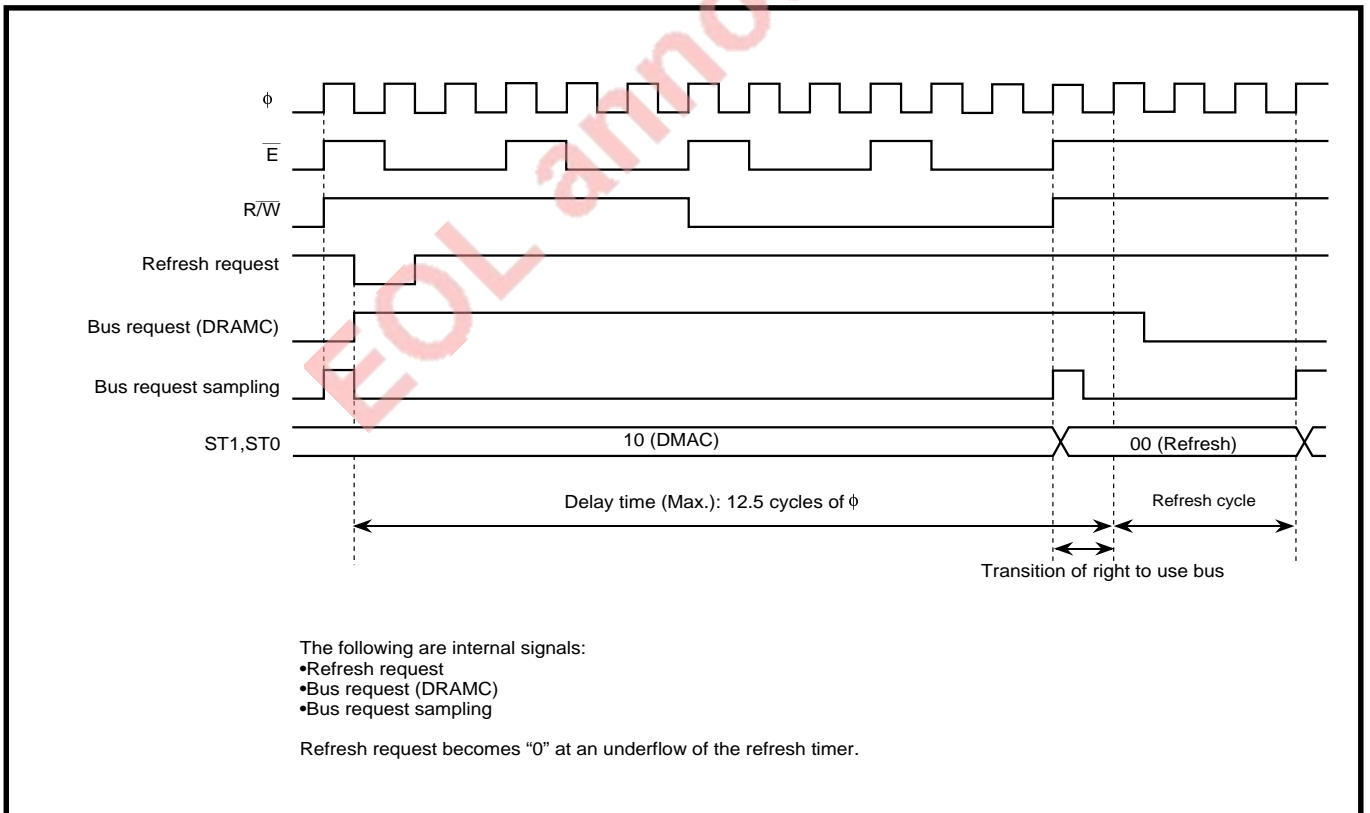 EOL anno
φ
E
R/W
Refresh request
Bus request (DRAMC)
Bus request sampling
ST1,ST0
10 (DMAC)
00 (Refresh)
Delay time (Max.): 12.5 cycles of φ
Refresh cycle
Transition of right to use bus
The following are internal signals:
•Refresh request
•Bus request (DRAMC)
•Bus request sampling
Refresh request becomes “0” at an underflow of the refresh timer.